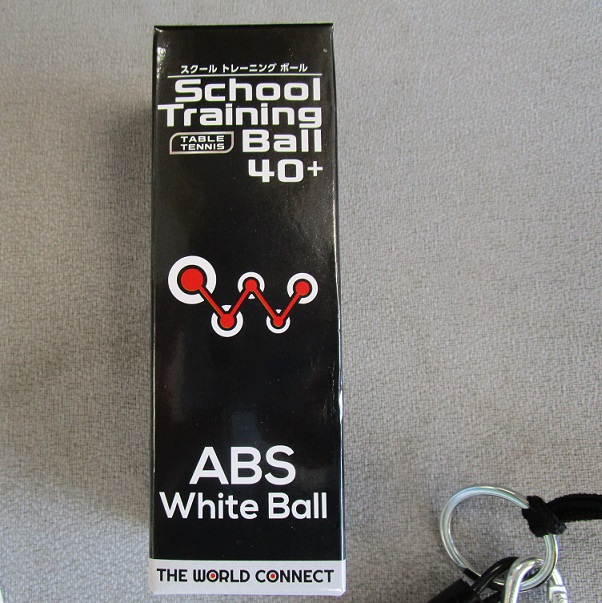 スクール トレーニング ボール
School
Training
TABLE
TENNIS
Ball
40+
ABS
White Ball
THE WORLD CONNECT